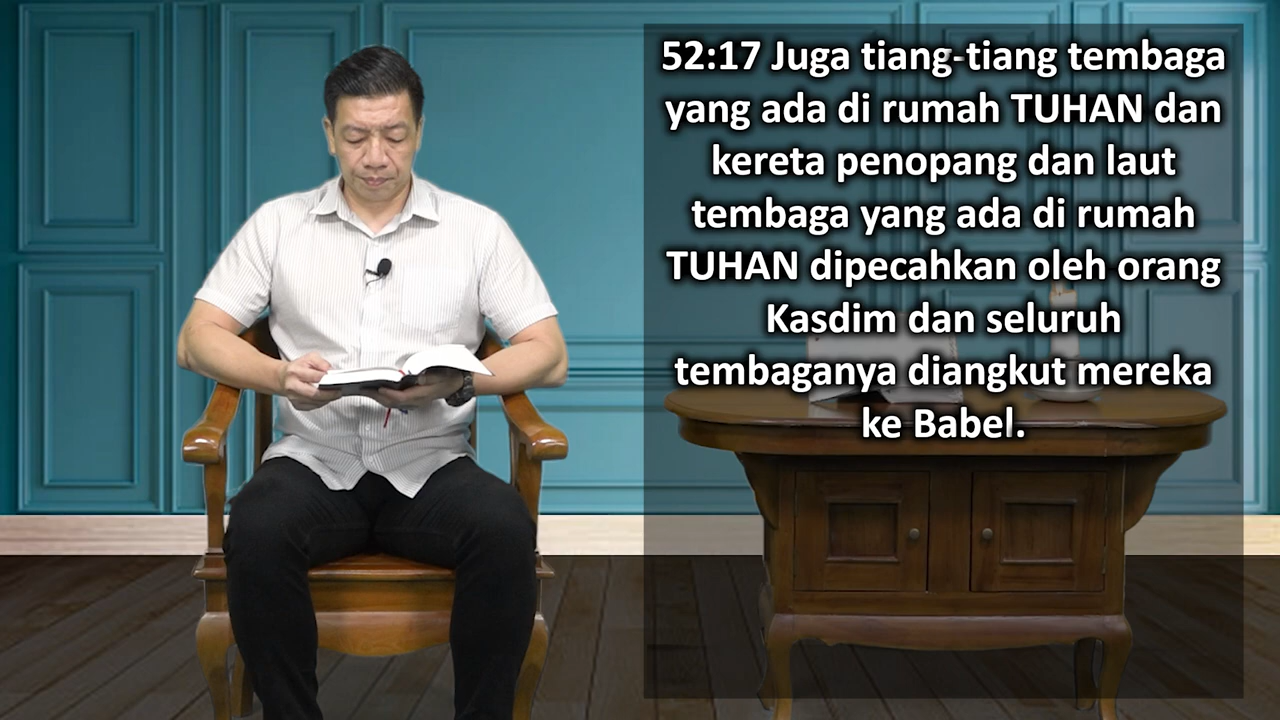 52:17 Juga tiang-tiang tembaga
yang ada di rumah TUHAN dan
kereta penopang dan laut
tembaga yang ada di rumah
TUHAN dipecahkan oleh orang
Kasdim dan seluruh
tembaganya diangkut mereka
ke Babel.